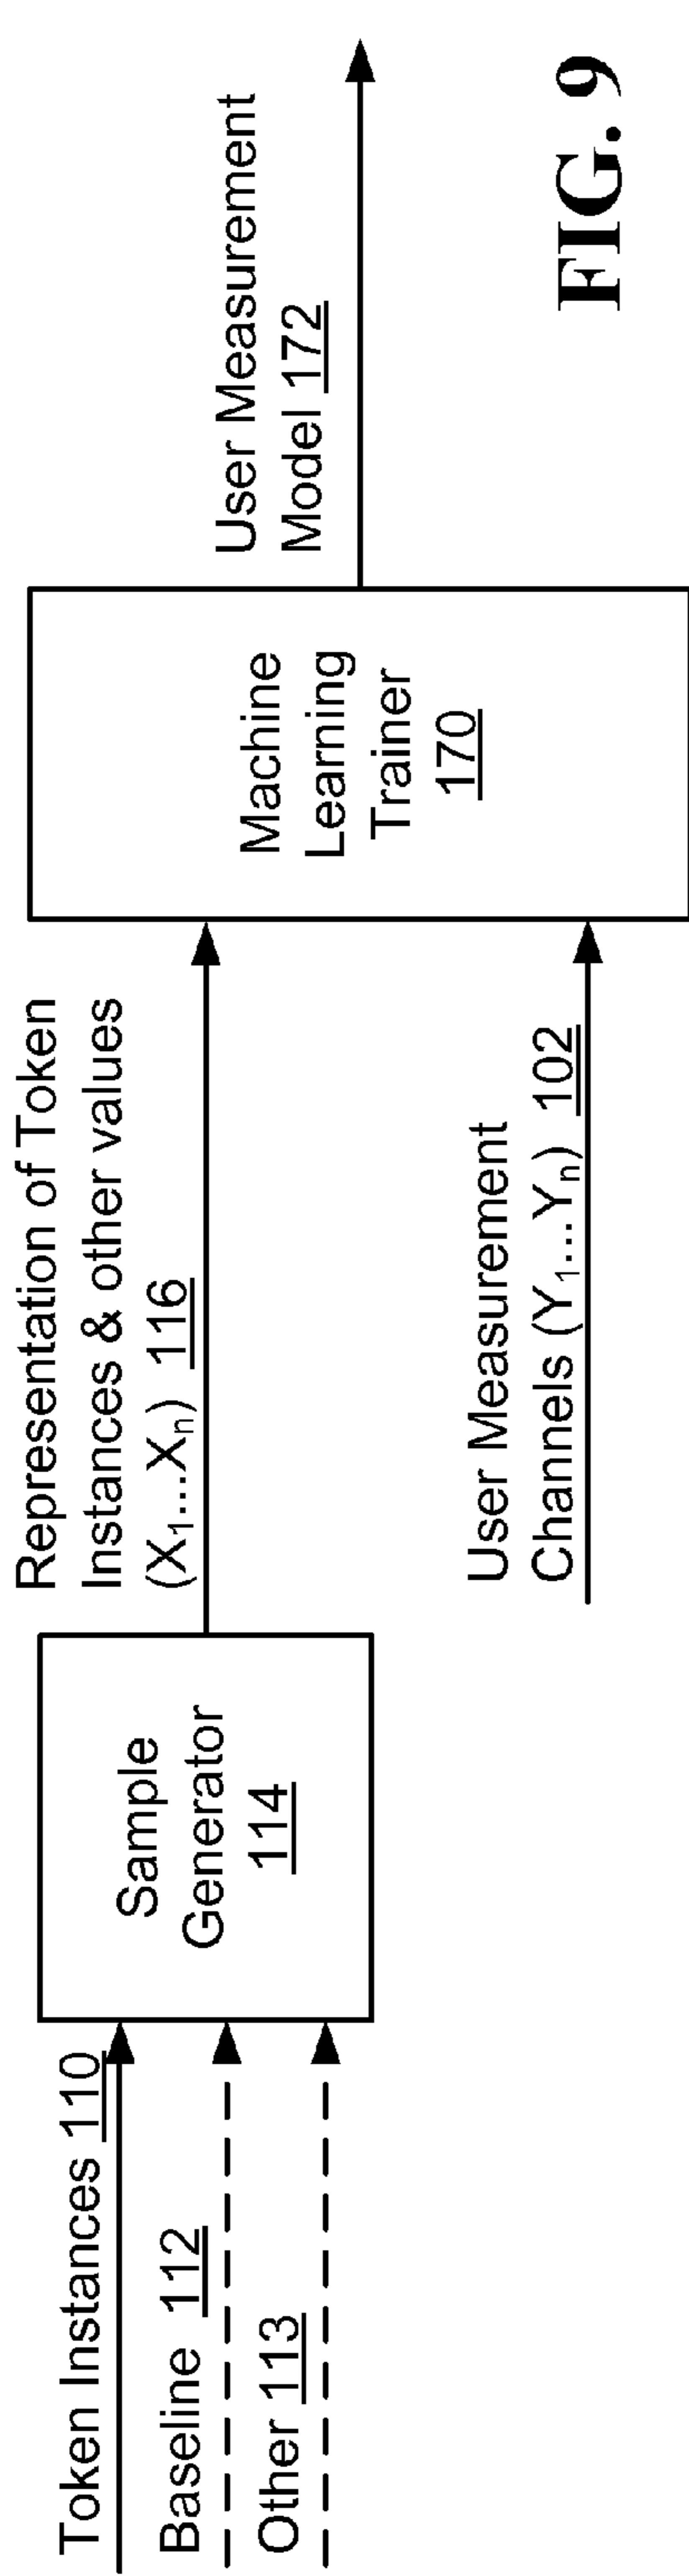 Token Instances 110
Baseline 112
Other 113
Sample
Generator
114
Representation of Token
Instances & other values
(X1...Xn) 116
User Measurement
Channels (Y1...Yn) 102
Machine
Learning
Trainer
170
User Measurement
Model 172
FIG. 9